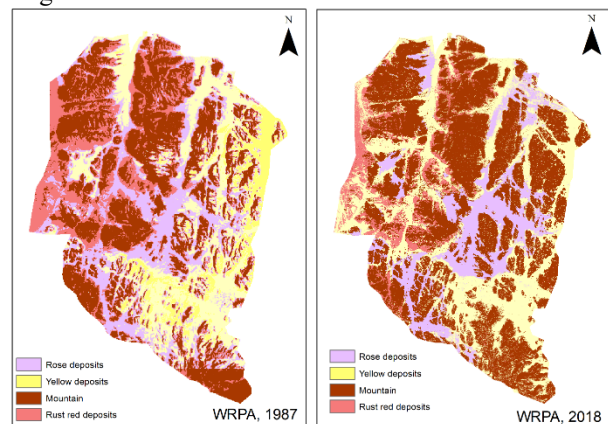 N
Rose deposits
Yellow deposits
Mountain
Rust red deposits
WRPA, 1987
N
Rose deposits
Yellow deposits
Mountain
Rust red deposits
WRPA, 2018